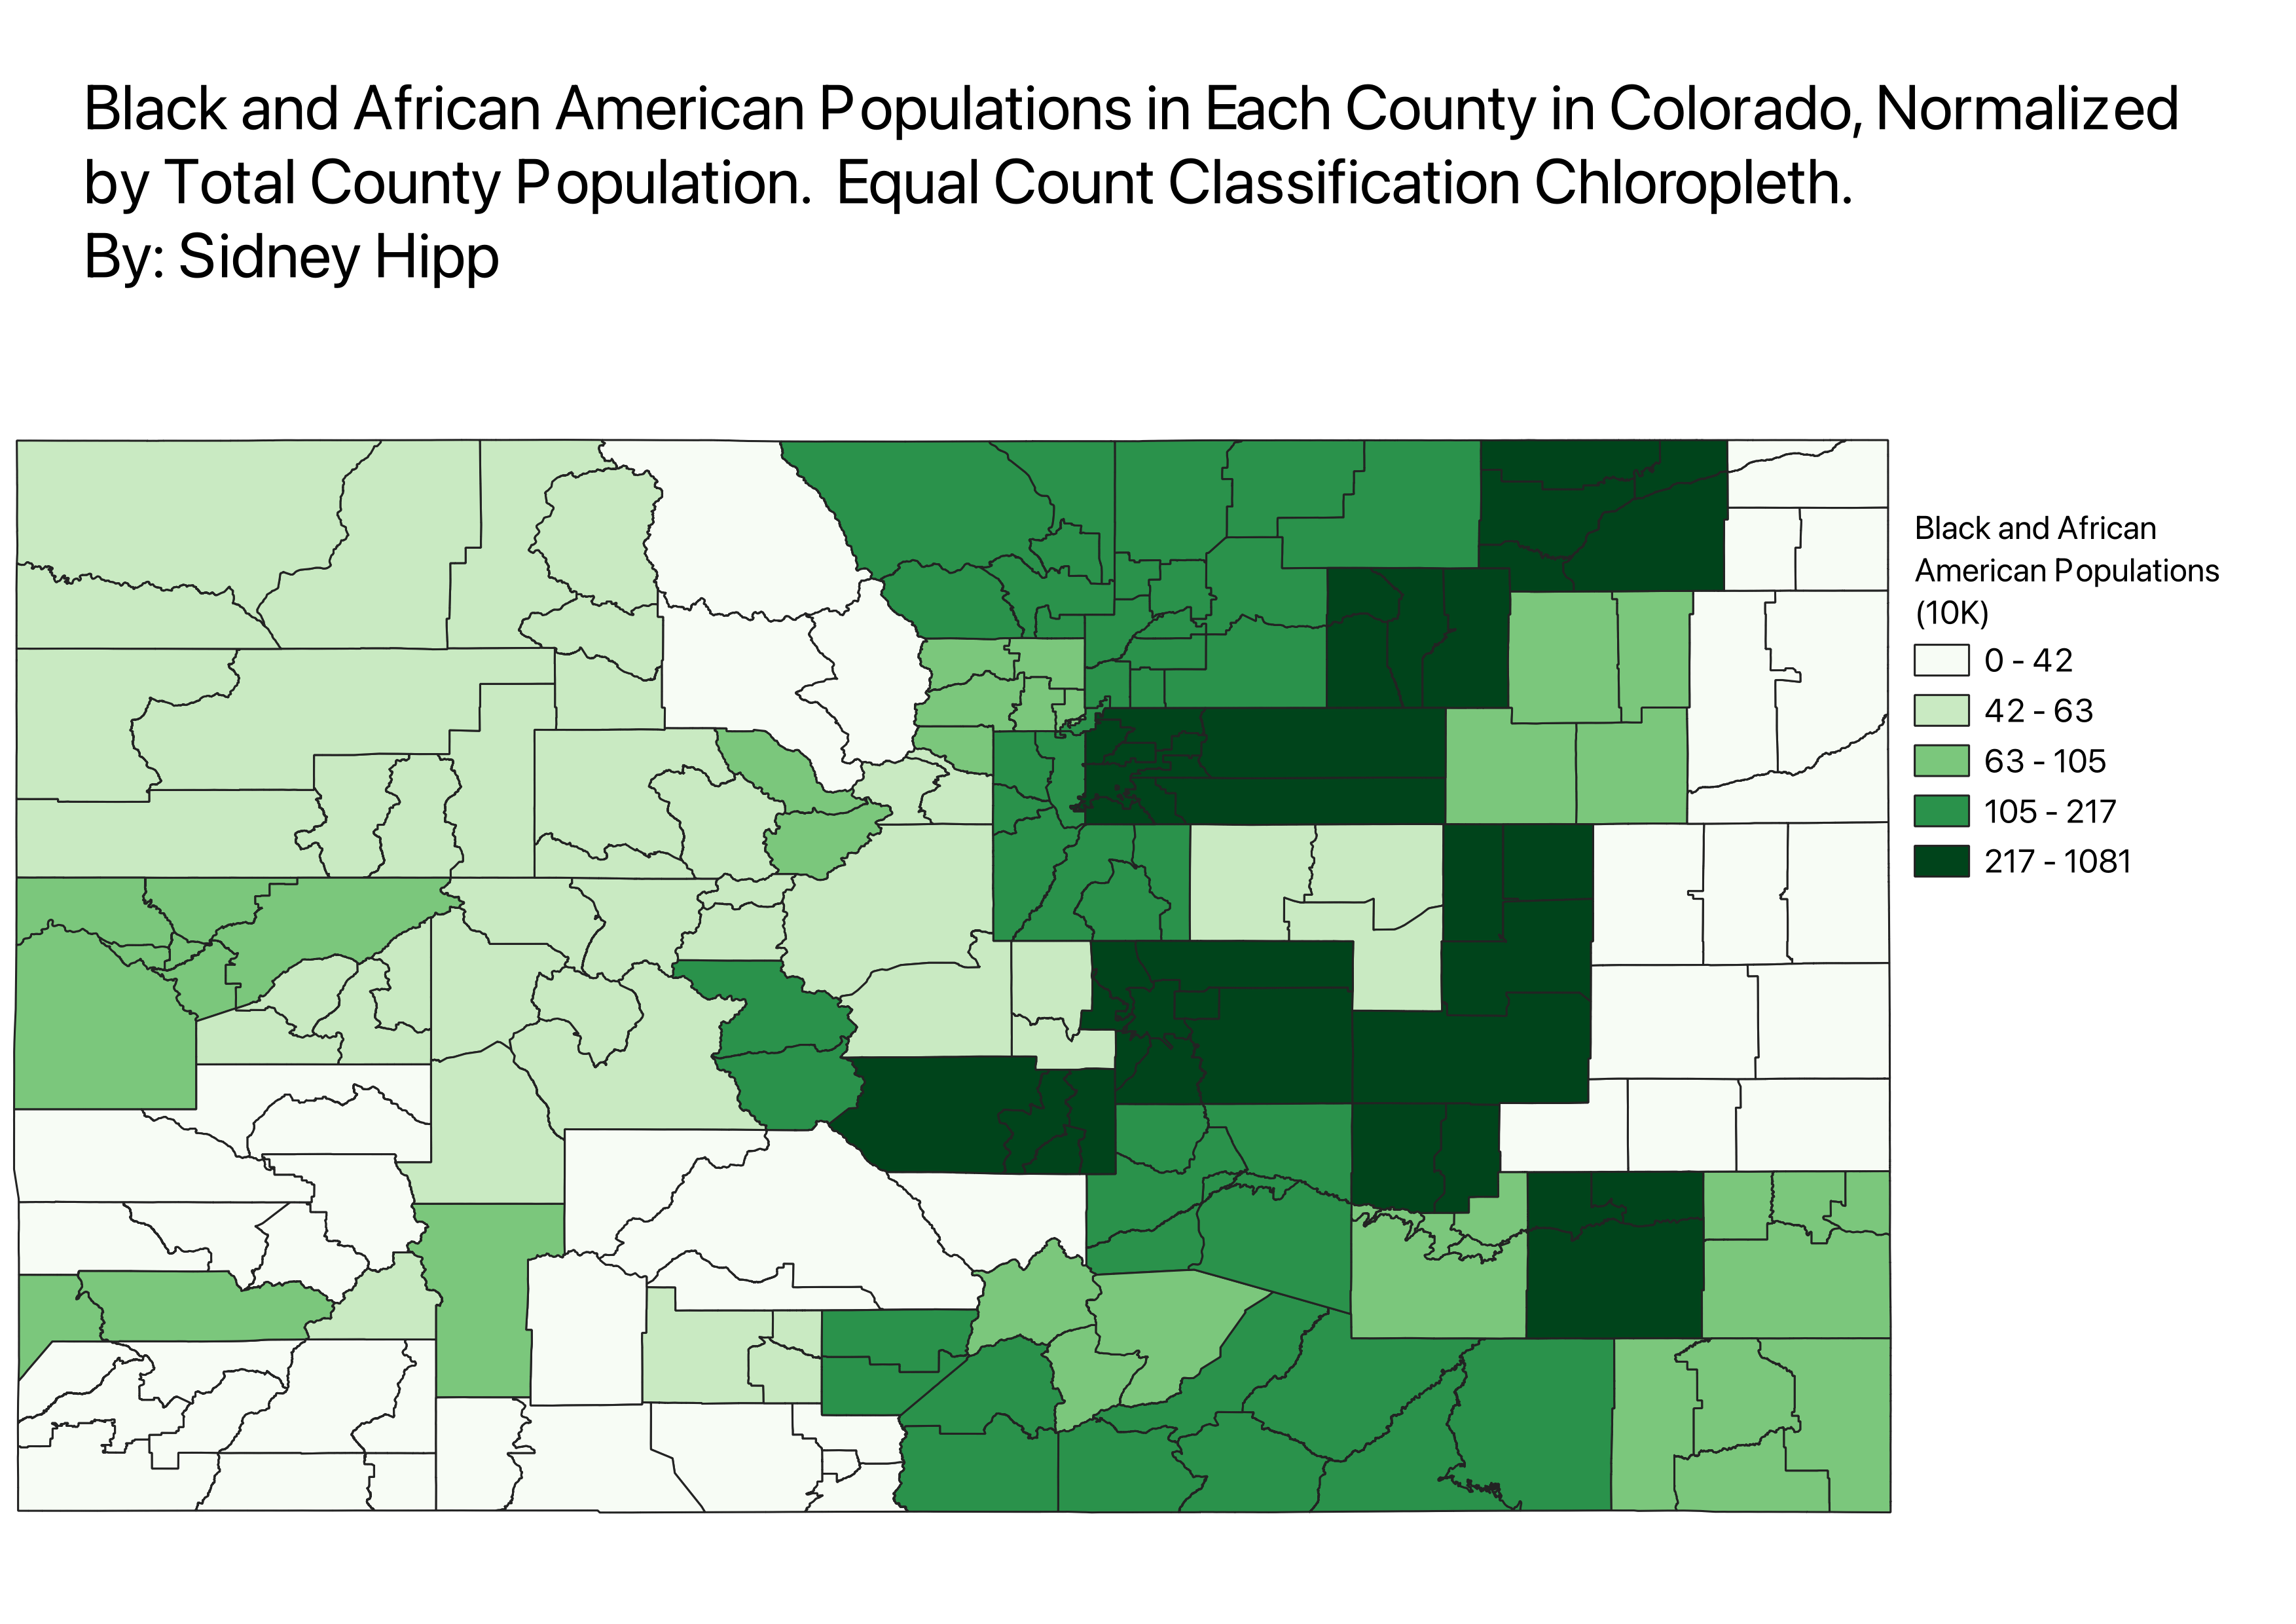 Black and African American Populations in Each County in Colorado, Normalized
by Total County Population.  Equal Count Classification Chloropleth.
By: Sidney Hipp
Black and African
American Populations
(10K)
0 - 42
42 - 63
63 - 105
105 - 217
217 - 1081